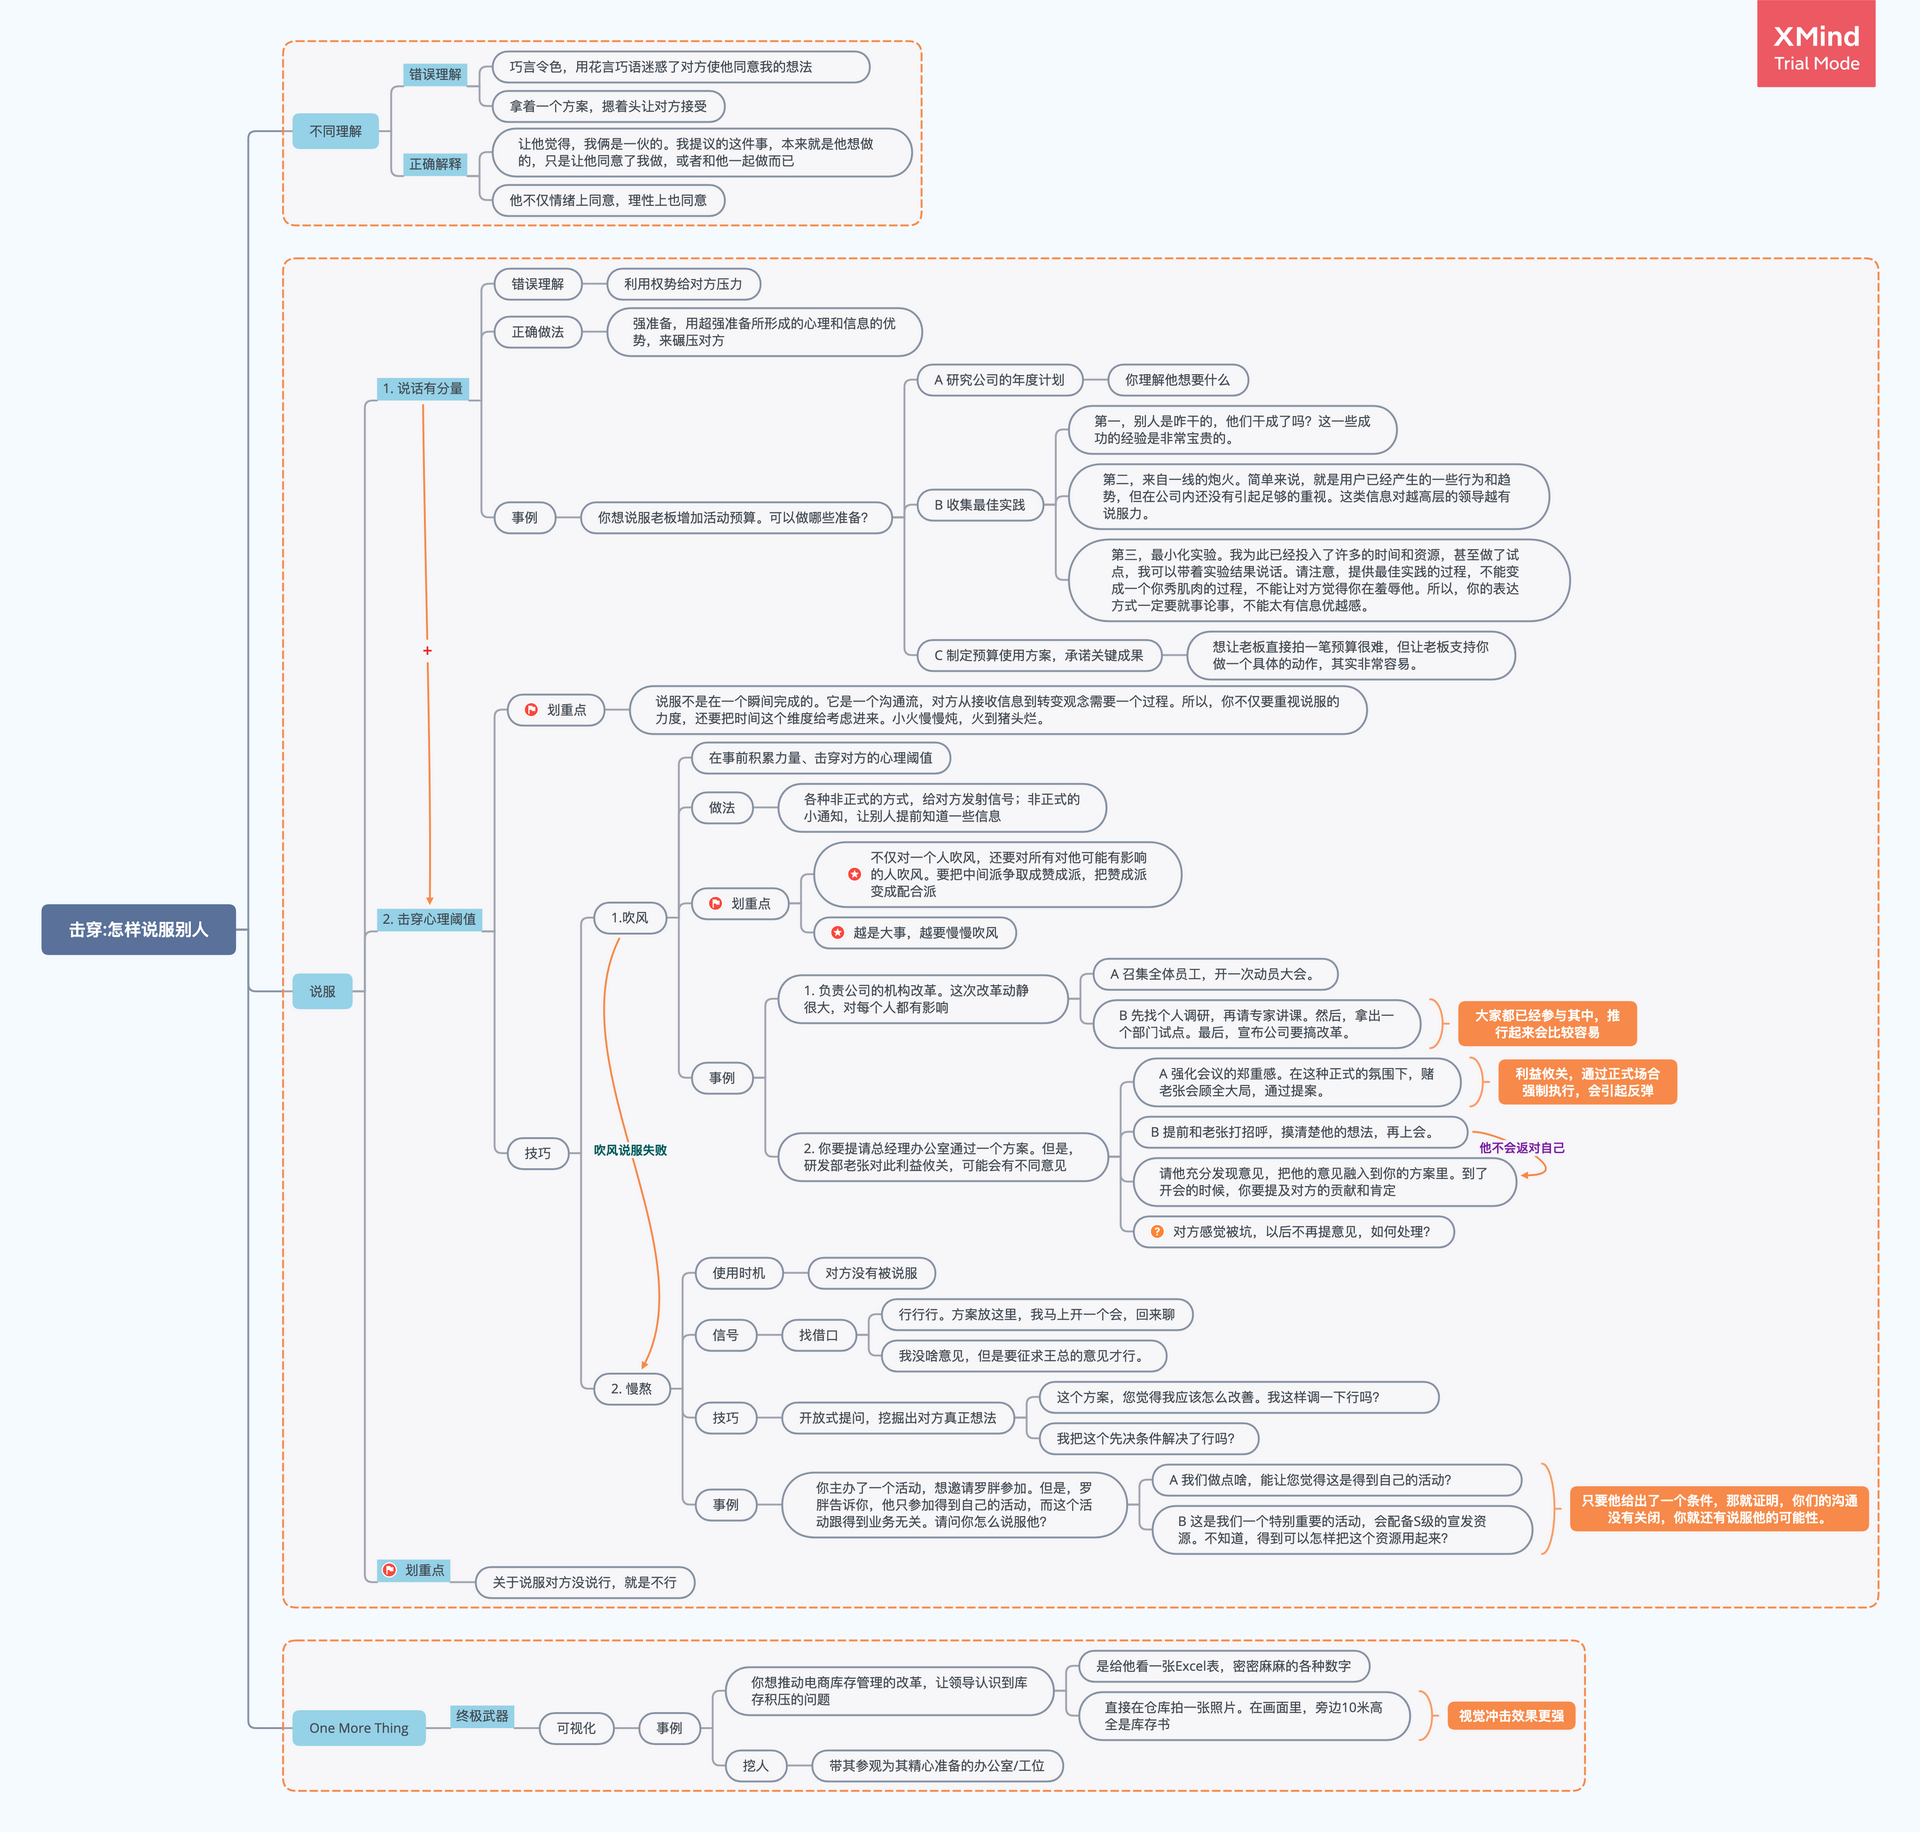 XMind
Trial Mode
击穿:怎样说服别人
不同理解
错误理解
巧言令色，用花言巧语迷惑了对方使他同意我的想法
拿着一个方案，摁着头让对方接受
正确解释
让他觉得，我俩是一伙的。我提议的这件事，本来就是他想做
的，只是让他同意了我做，或者和他一起做而已
他不仅情绪上同意，理性上也同意
说服
1. 说话有分量
错误理解
利用权势给对方压力
正确做法
强准备，用超强准备所形成的心理和信息的优
势，来碾压对方
事例
你想说服老板增加活动预算。可以做哪些准备？
A 研究公司的年度计划
你理解他想要什么
B 收集最佳实践
第一，别人是咋干的，他们干成了吗？这一些成
功的经验是非常宝贵的。
第二，来自一线的炮火。简单来说，就是用户已经产生的一些行为和趋
势，但在公司内还没有引起足够的重视。这类信息对越高层的领导越有
说服力。
第三，最小化实验。我为此已经投入了许多的时间和资源，甚至做了试
点，我可以带着实验结果说话。请注意，提供最佳实践的过程，不能变
成一个你秀肌肉的过程，不能让对方觉得你在羞辱他。所以，你的表达
方式一定要就事论事，不能太有信息优越感。
C 制定预算使用方案，承诺关键成果
想让老板直接拍一笔预算很难，但让老板支持你
做一个具体的动作，其实非常容易。
+
2. 击穿心理阈值
划重点
说服不是在一个瞬间完成的。它是一个沟通流，对方从接收信息到转变观念需要一个过程。所以，你不仅要重视说服的
力度，还要把时间这个维度给考虑进来。小火慢慢炖，火到猪头烂。
技巧
1.吹风
在事前积累力量、击穿对方的心理阈值
做法
各种非正式的方式，给对方发射信号；非正式的
小通知，让别人提前知道一些信息
划重点
不仅对一个人吹风，还要对所有对他可能有影响
的人吹风。要把中间派争取成赞成派，把赞成派
变成配合派
越是大事，越要慢慢吹风
事例
1. 负责公司的机构改革。这次改革动静
很大，对每个人都有影响
A 召集全体员工，开一次动员大会。
B 先找个人调研，再请专家讲课。然后，拿出一
个部门试点。最后，宣布公司要搞改革。
大家都已经参与其中，推
行起来会比较容易
2. 你要提请总经理办公室通过一个方案。但是，
研发部老张对此利益攸关，可能会有不同意见
A 强化会议的郑重感。在这种正式的氛围下，赌
老张会顾全大局，通过提案。
利益攸关，通过正式场合
强制执行，会引起反弹
B 提前和老张打招呼，摸清楚他的想法，再上会。
他不会返对自己
请他充分发现意见，把他的意见融入到你的方案里。到了
开会的时候，你要提及对方的贡献和肯定
对方感觉被坑，以后不再提意见，如何处理？
吹风说服失败
2. 慢熬
使用时机
对方没有被说服
信号
找借口
行行行。方案放这里，我马上开一个会，回来聊
我没啥意见，但是要征求王总的意见才行。
技巧
开放式提问，挖掘出对方真正想法
这个方案，您觉得我应该怎么改善。我这样调一下行吗？
我把这个先决条件解决了行吗？
事例
你主办了一个活动，想邀请罗胖参加。但是，罗
胖告诉你，他只参加得到自己的活动，而这个活
动跟得到业务无关。请问你怎么说服他？
A 我们做点啥，能让您觉得这是得到自己的活动？
B 这是我们一个特别重要的活动，会配备S级的宣发资
源。不知道，得到可以怎样把这个资源用起来？
只要他给出了一个条件，那就证明，你们的沟通
没有关闭，你就还有说服他的可能性。
划重点
关于说服对方没说行，就是不行
One More Thing
终极武器
可视化
事例
你想推动电商库存管理的改革，让领导认识到库
存积压的问题
是给他看一张Excel表，密密麻麻的各种数字
直接在仓库拍一张照片。在画面里，旁边10米高
全是库存书
视觉冲击效果更强
挖人
带其参观为其精心准备的办公室/工位